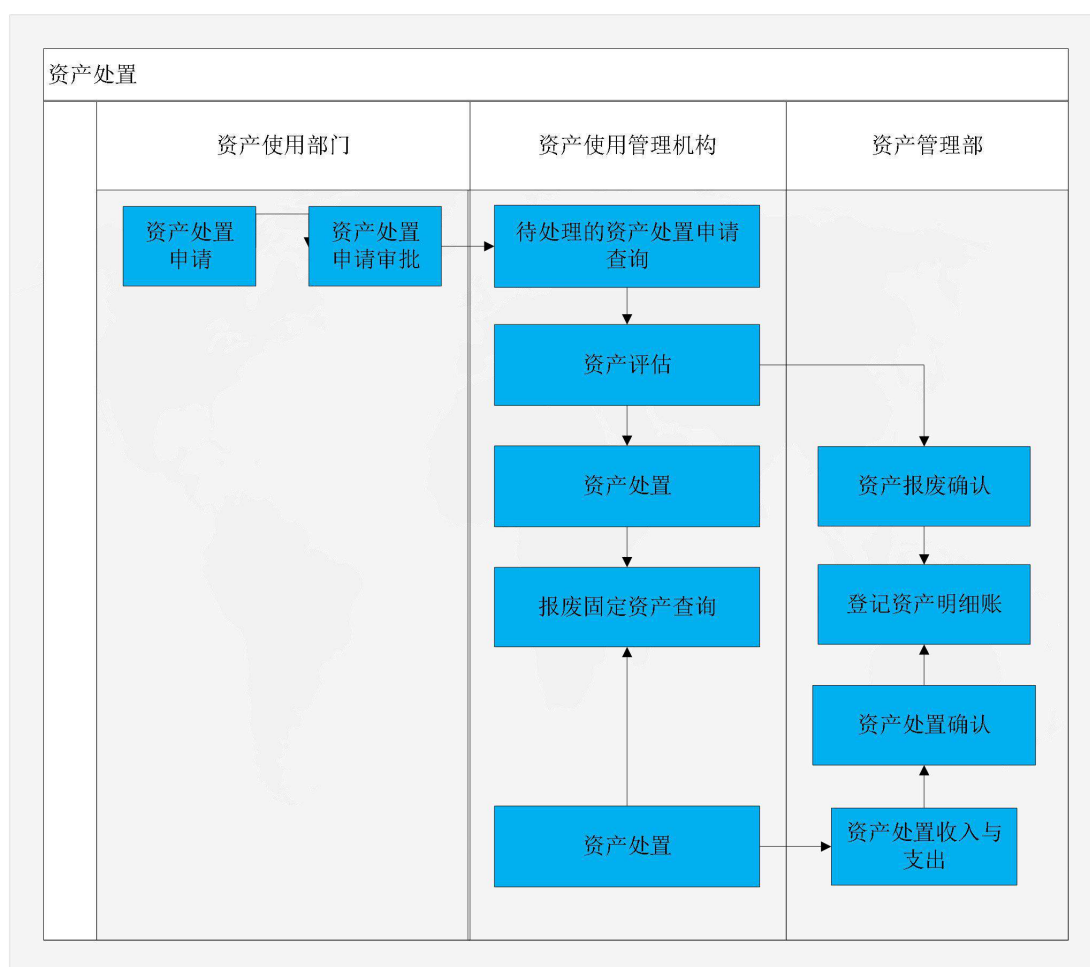 资产处置
资产使用部门
资产使用管理机构
资产管理部
资产处置
申请
资产处置
申请审批
待处理的资产处置申请
查询
资产评估
资产处置
资产报废确认
报废固定资产查询
登记资产明细账
资产处置确认
资产处置
资产处置收入与
支出